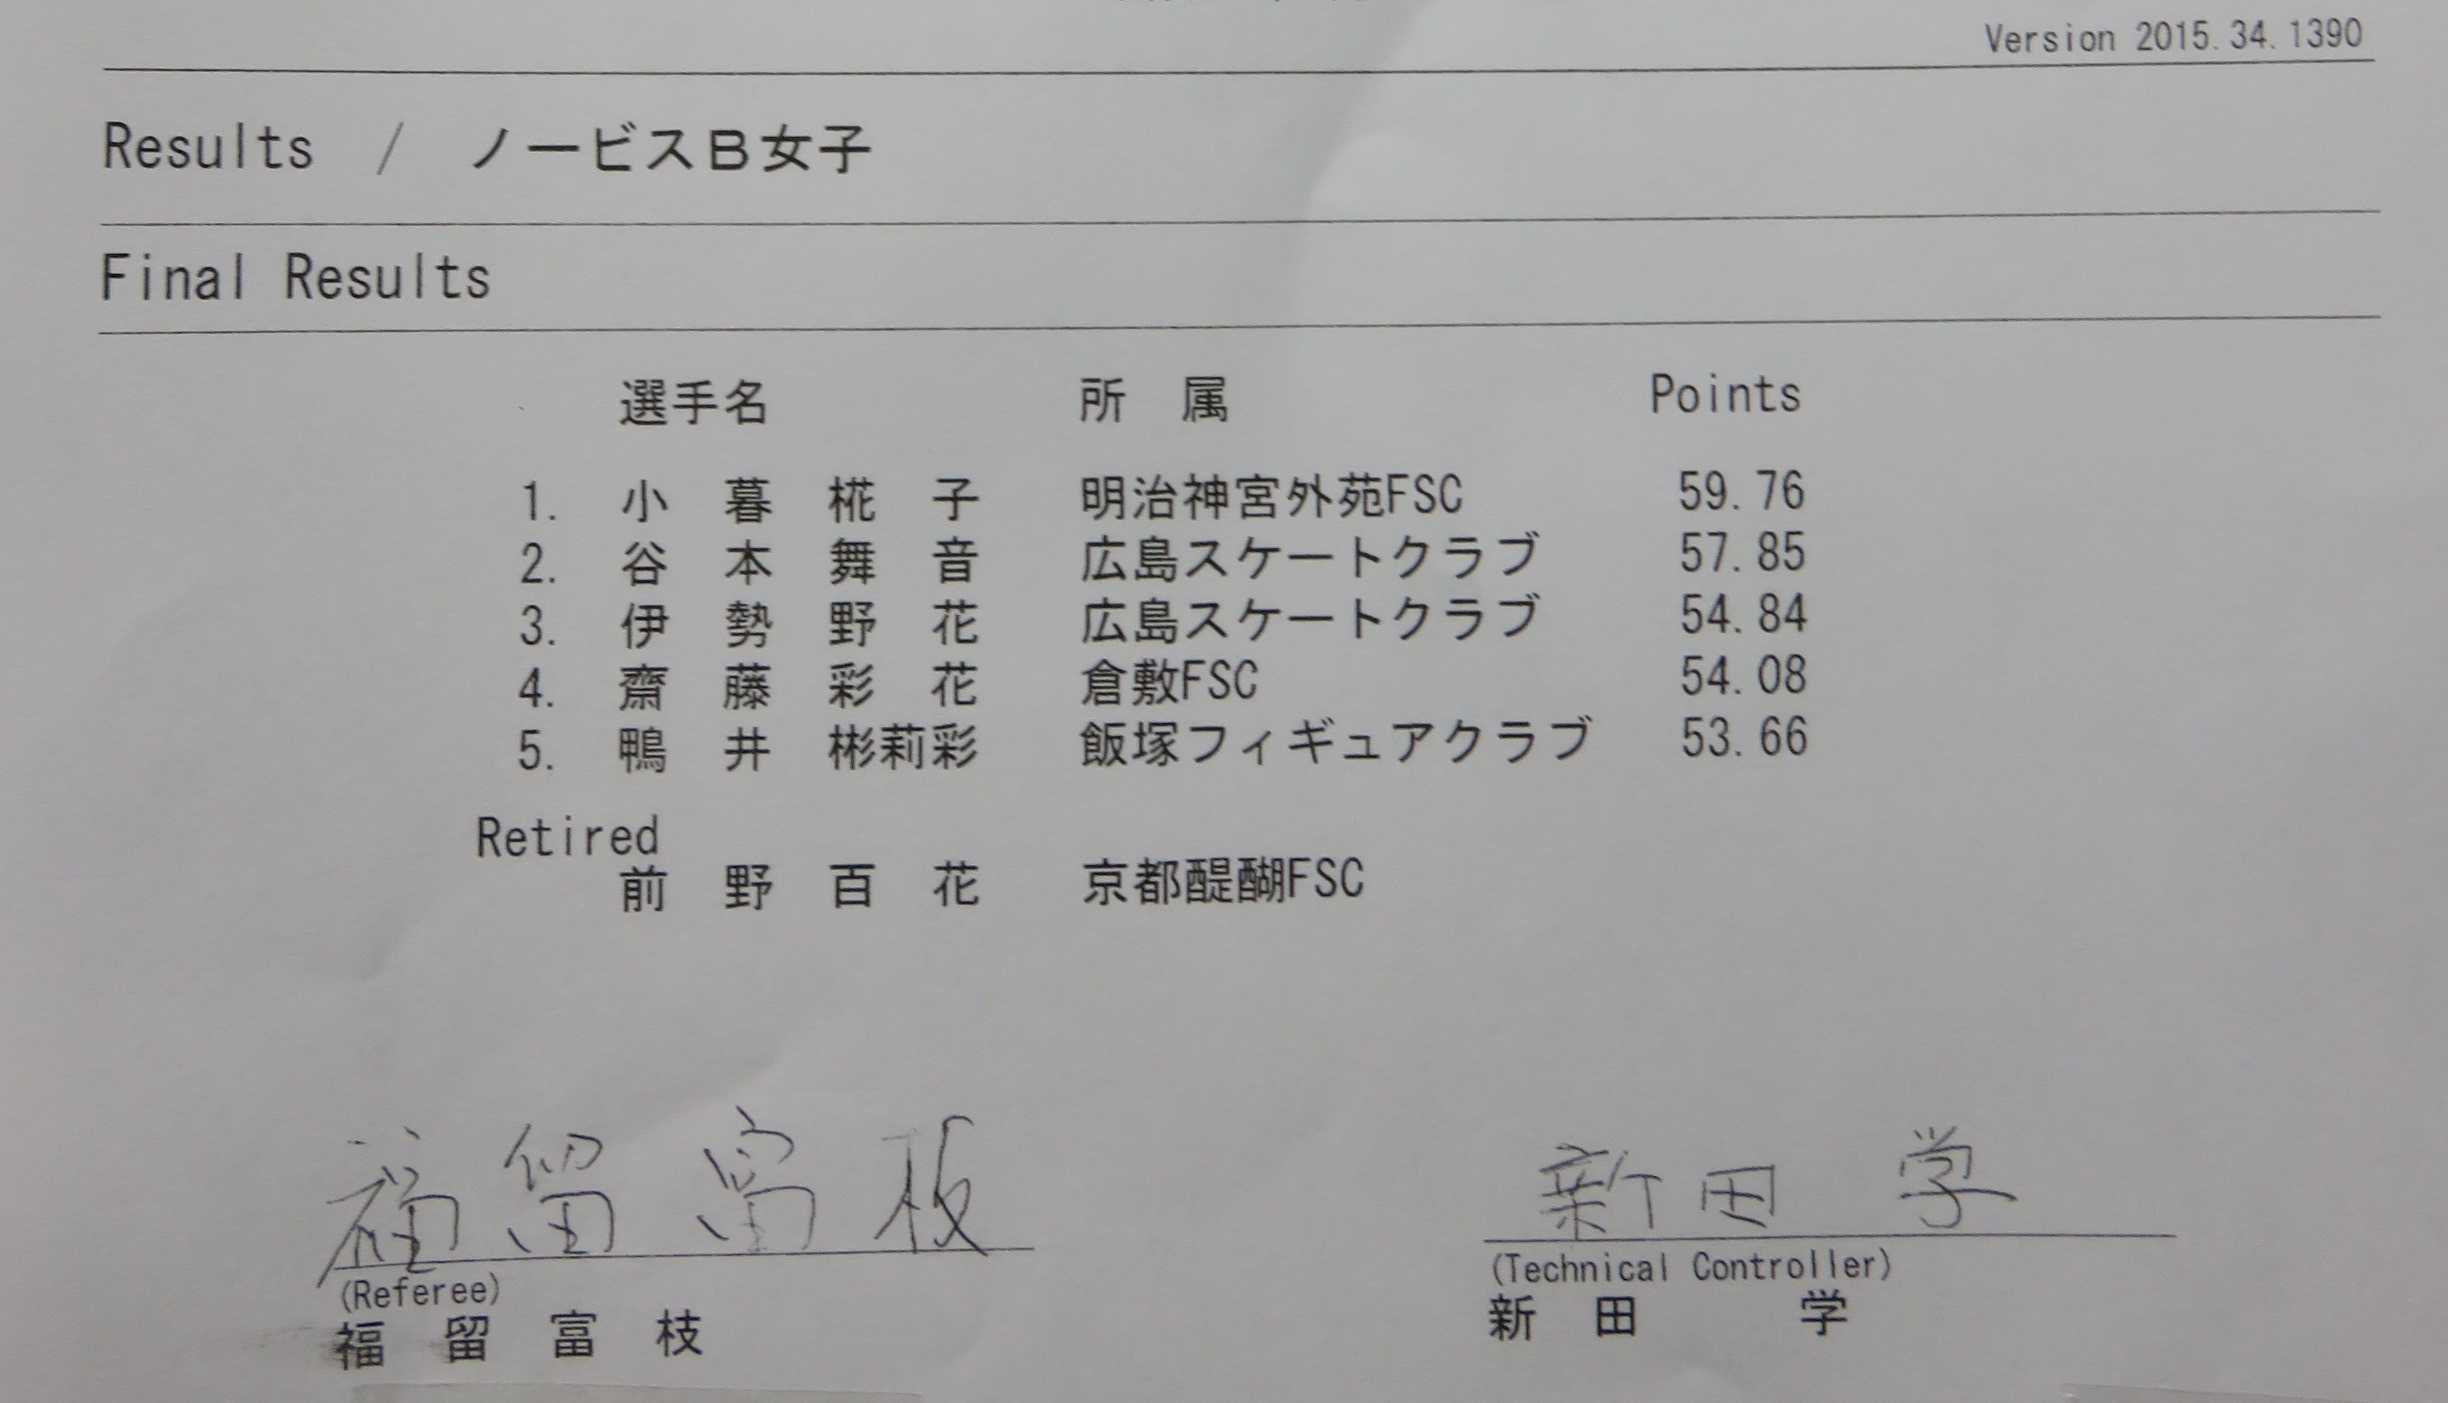 Version 2015.34.1390
Results / ノービスB女子
Final Results
選手名 所 属 Points
1. 小 暮 椛 子 明治神宮外苑FSC 59.76
2. 谷 本 舞 音 広島スケートクラブ 57.85
3. 伊 勢 野 花 広島スケートクラブ 54.84
4. 齋 藤 彩 花 倉敷FSC 54.08
5. 鴨 井 彬莉彩 飯塚フィギュアクラブ 53.66
Retired
前 野 百 花 京都醍醐FSC
福留富枝 新田 学
(Referee) (Technical Controller)
福 留 富 枝 新 田 学